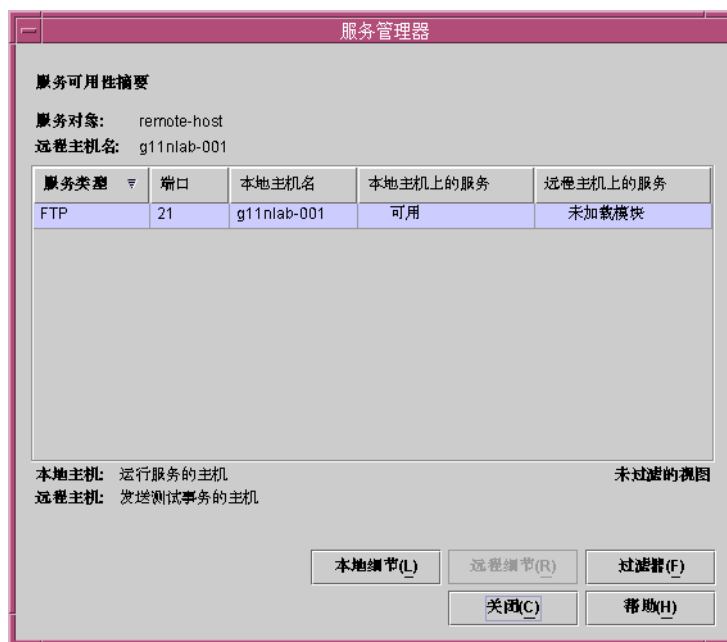 服务管理器
服务可用性摘要
服务对象: remote-host
远程主机名: g11nlab-001
服务类型 端口 本地主机名 本地主机上的服务 远程主机上的服务
FTP 21 g11nlab-001 可用 未加载模块
本地主机: 运行服务的主机 未过滤的视图
远程主机: 发送测试事务的主机
本地细节(L) 远程细节(R) 过滤器(F)
关闭(C) 帮助(H)